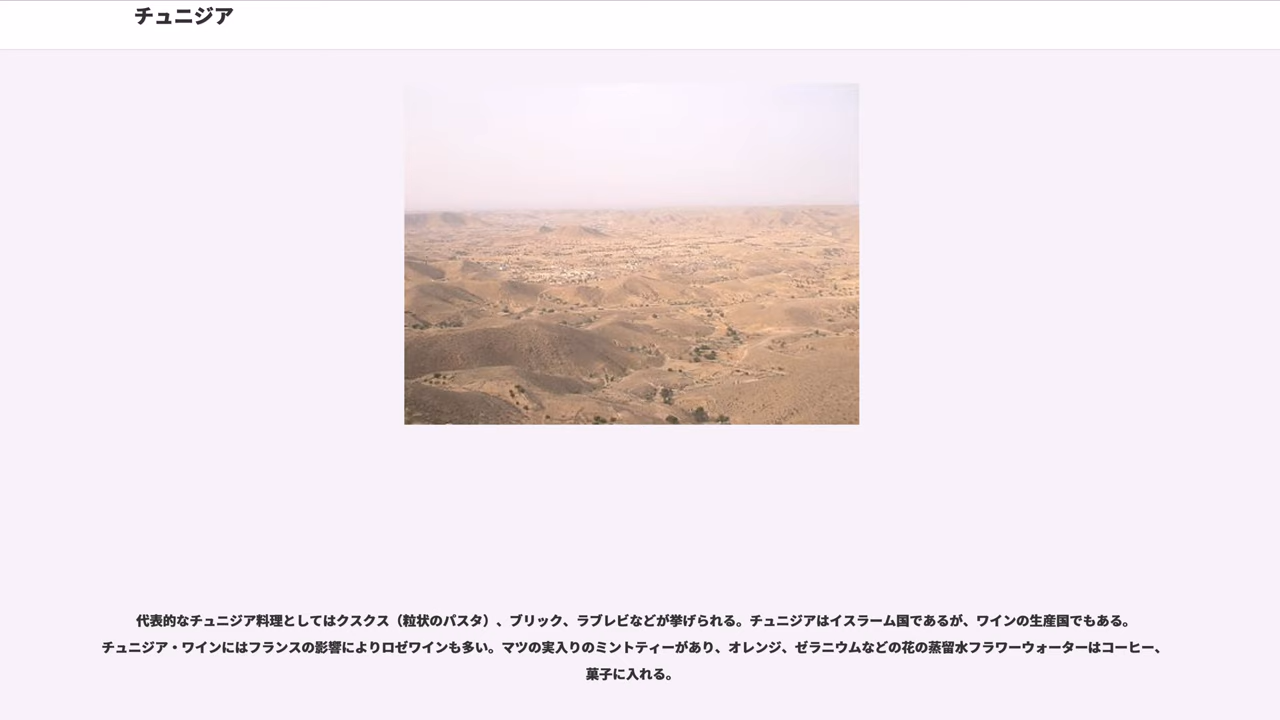 チュニジア
代表的なチュニジア料理としてはクスクス（粒状のパスタ）、ブリック、ラブレビなどが挙げられる。チュニジアはイスラーム国であるが、ワインの生産国でもある。
チュニジア・ワインにはフランスの影響によりロゼワインも多い。マツの実入りのミントティーがあり、オレンジ、ゼラニウムなどの花の蒸留水フラワーウォーターはコーヒー、
菓子に入れる。